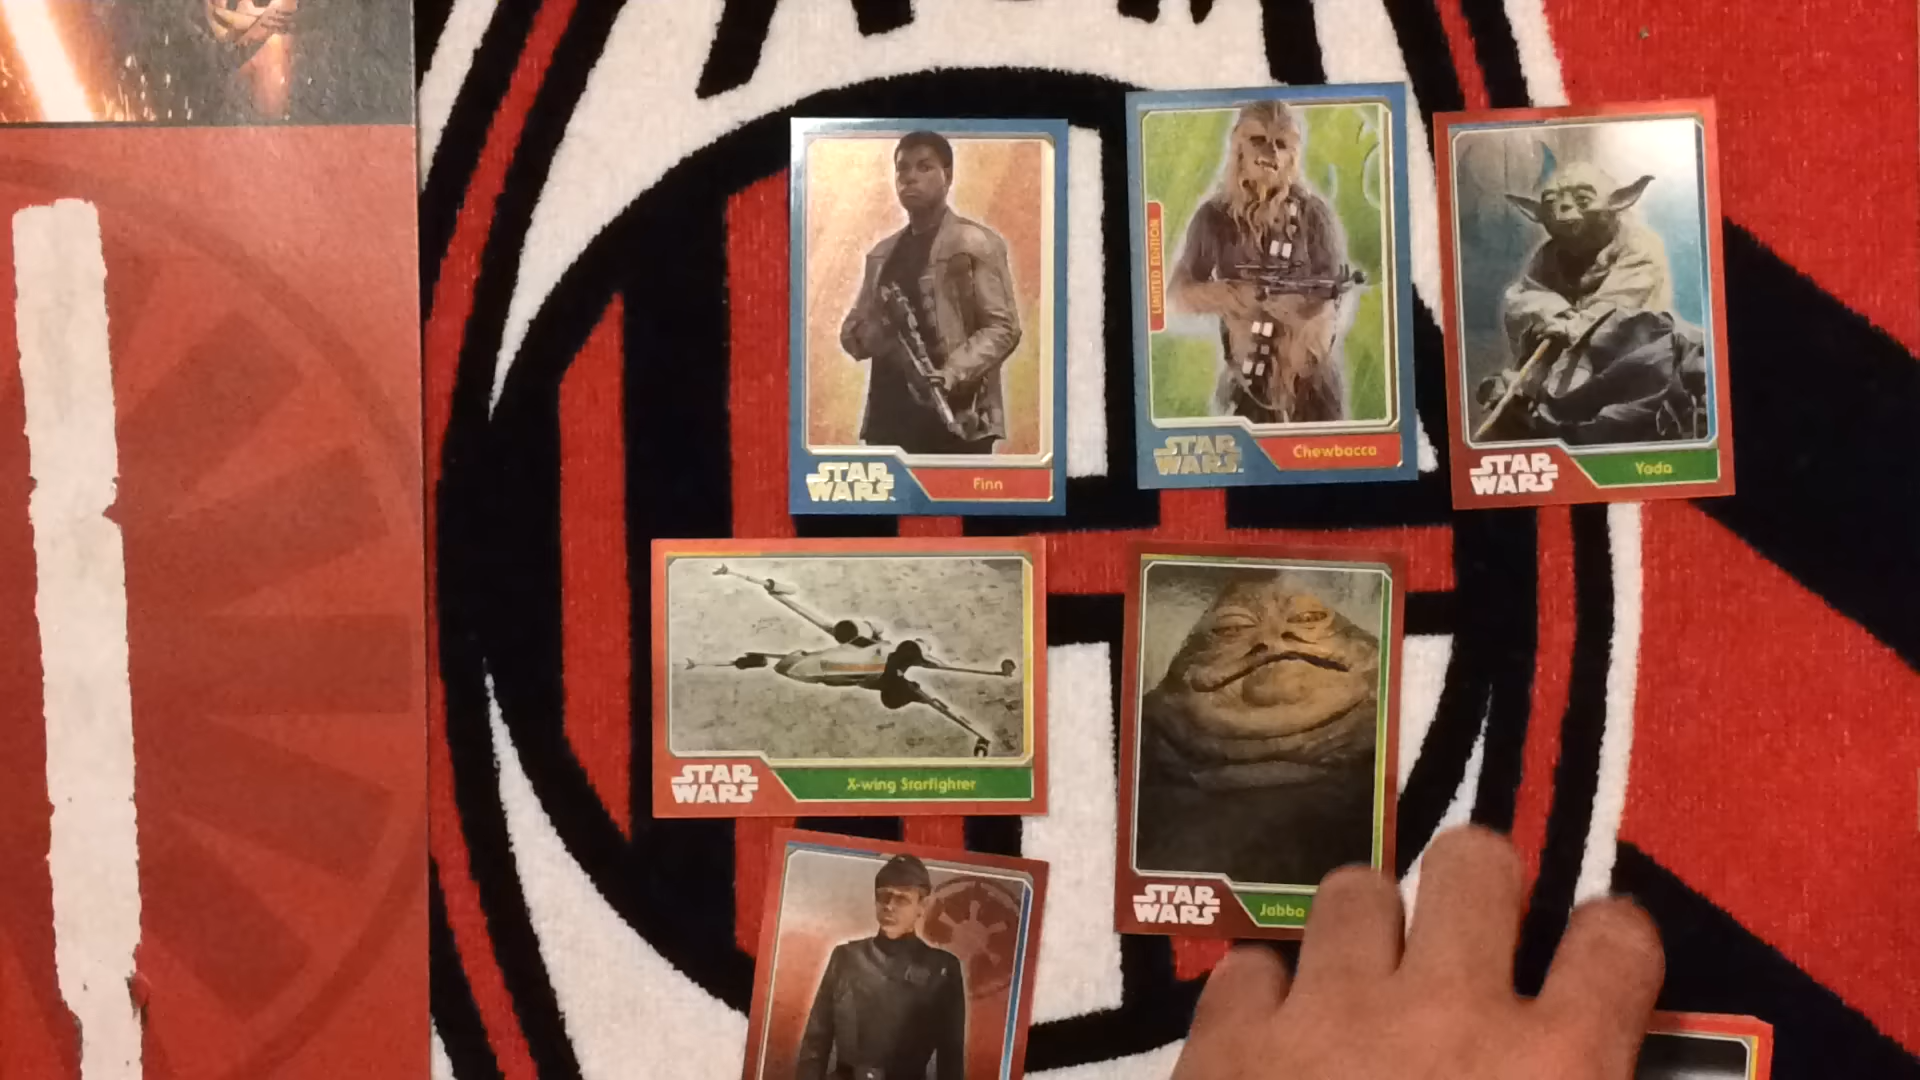 STAR
WARS
Finn
LIMITED EDITION
STAR
WARS
Chewbacca
STAR
WARS
Yoda
STAR
WARS
X-wing Starfighter
STAR
WARS
Jabba